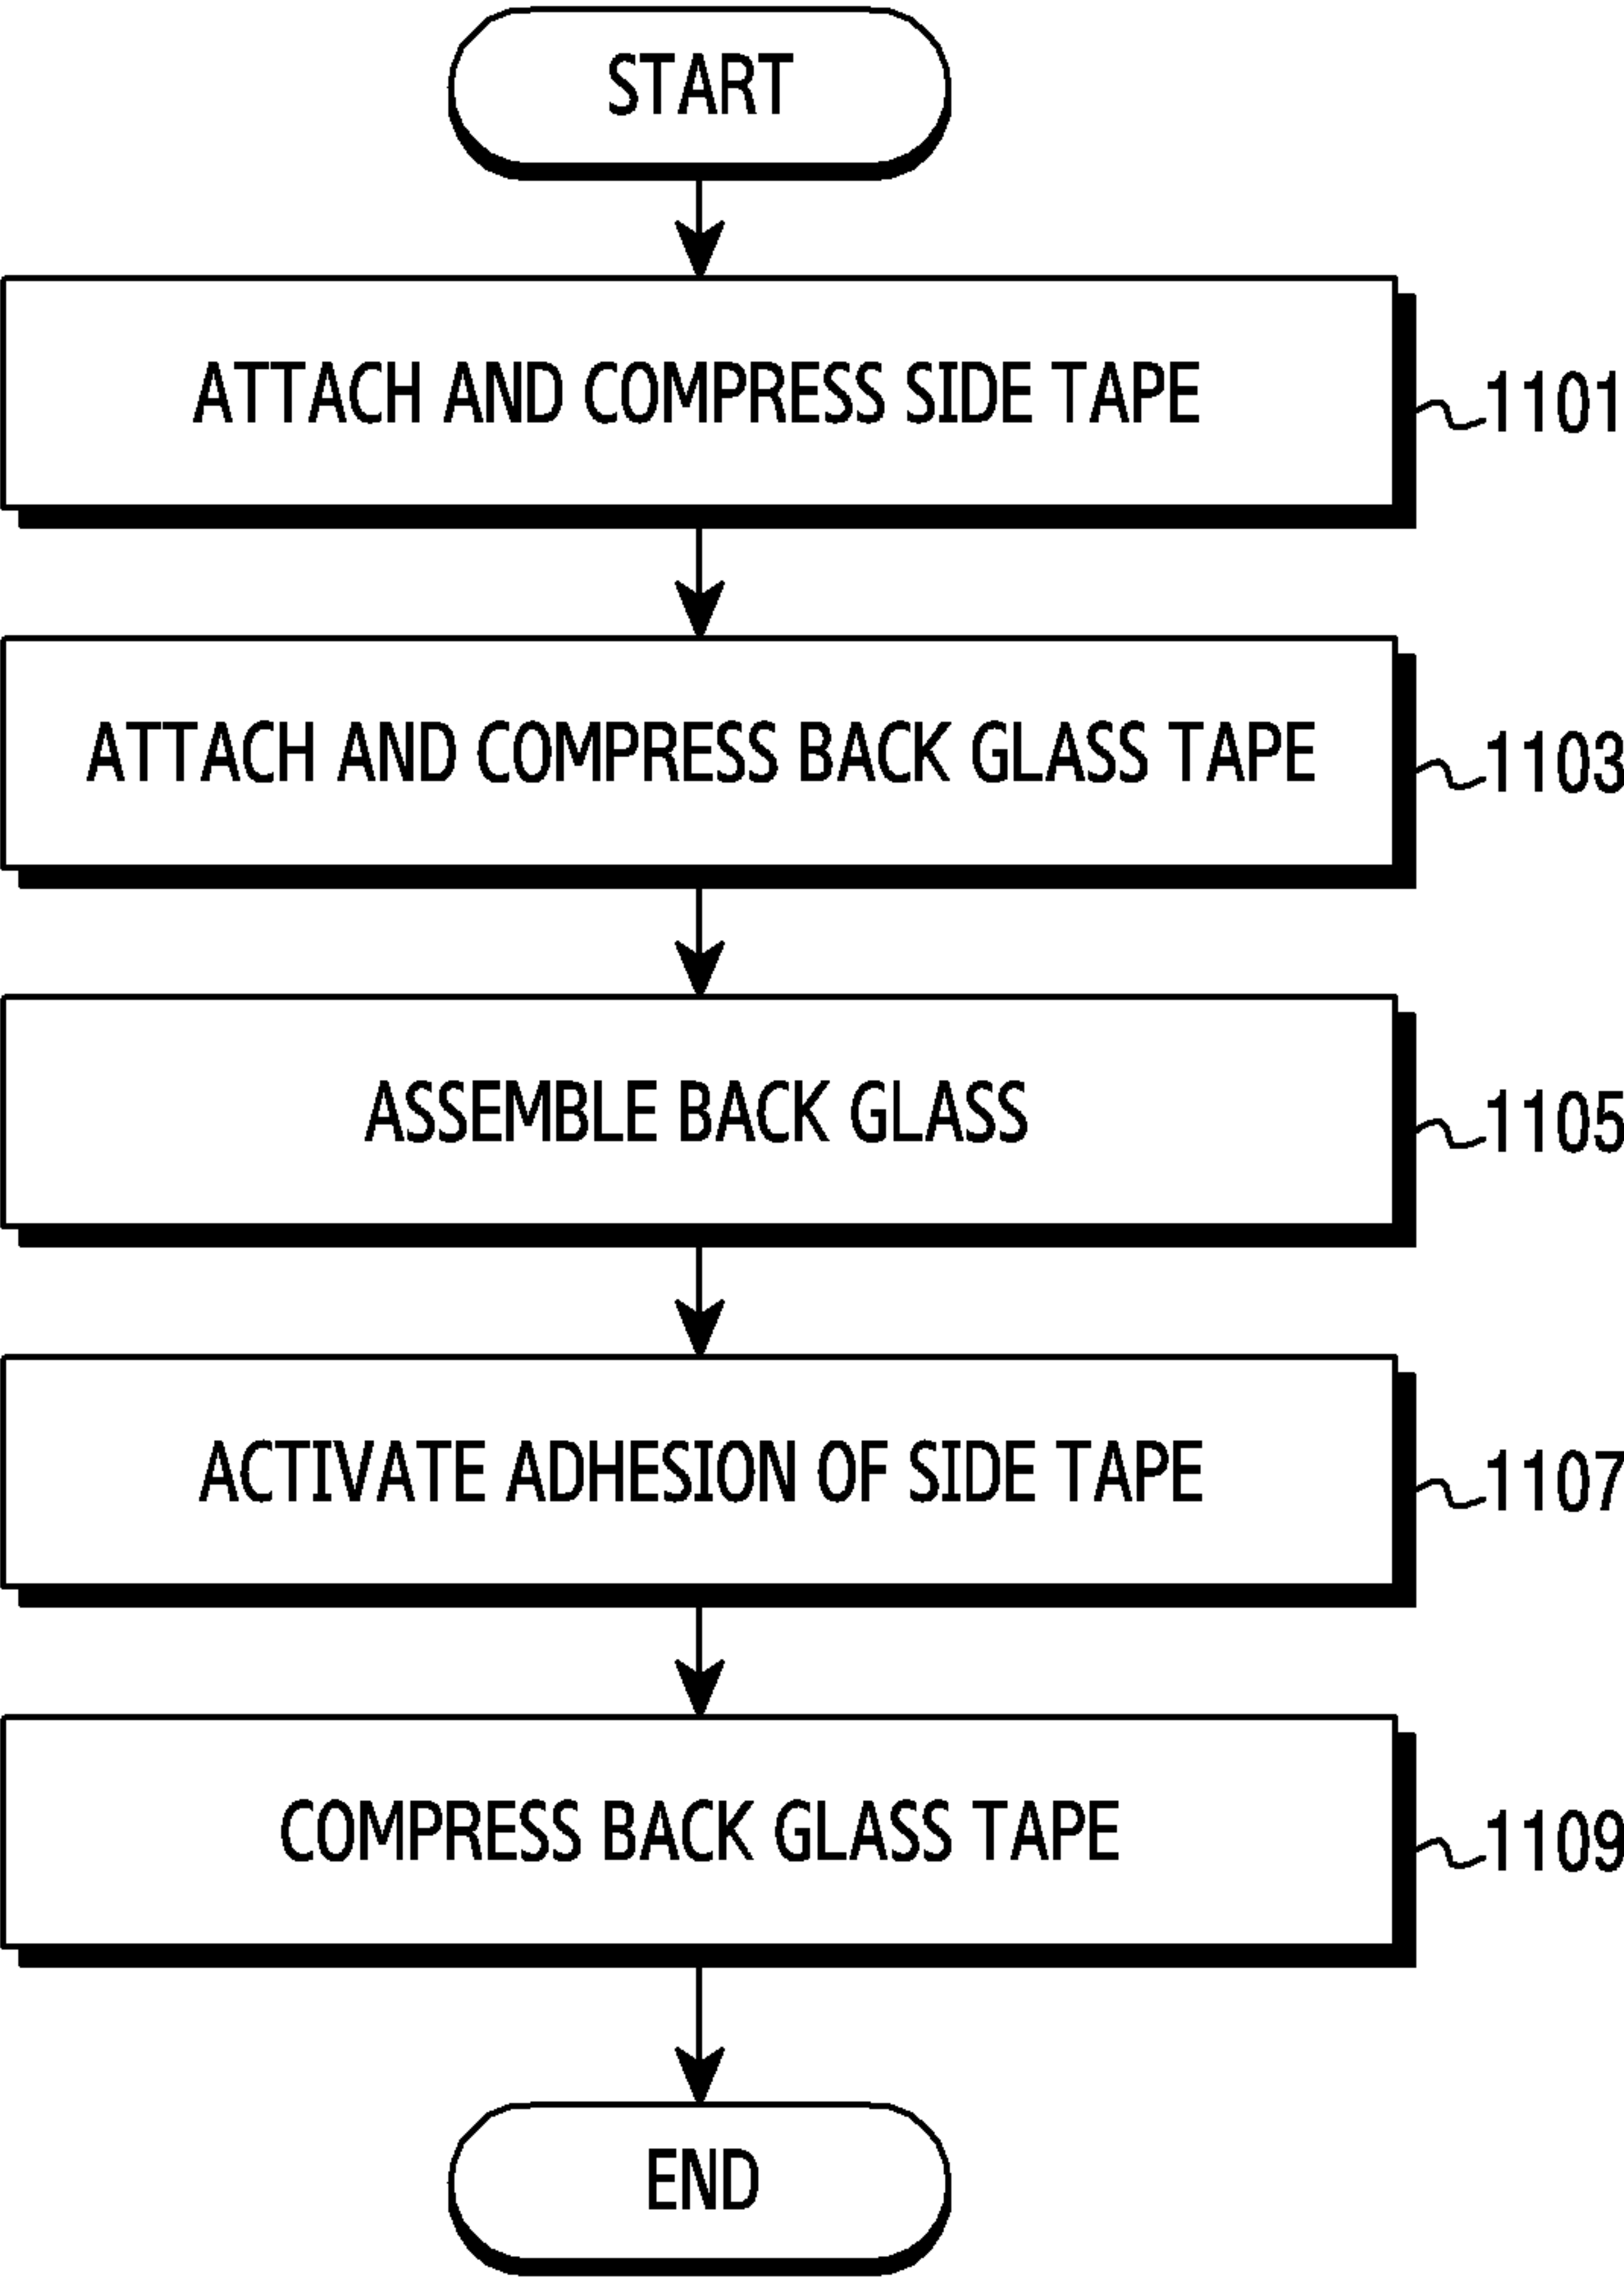 START
ATTACH AND COMPRESS SIDE TAPE
1101
ATTACH AND COMPRESS BACK GLASS TAPE
1103
ASSEMBLE BACK GLASS
1105
ACTIVATE ADHESION OF SIDE TAPE
1107
COMPRESS BACK GLASS TAPE
1109
END